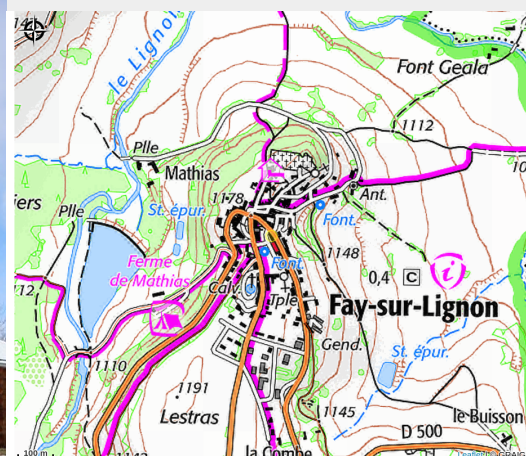 le Lignon
Font Geala
1112
Plle
Mathias
Ant.
1178
St. épur.
Font.
Plle
iers
1148
Font.
Ferme
de Mathias
0,4 C
i
Calv.
Tple
Fay-sur-Lignon
112
Gend.
St. épur.
1110
1191
1145
Lestras
le Buisson
D 500
la Combe
100 m